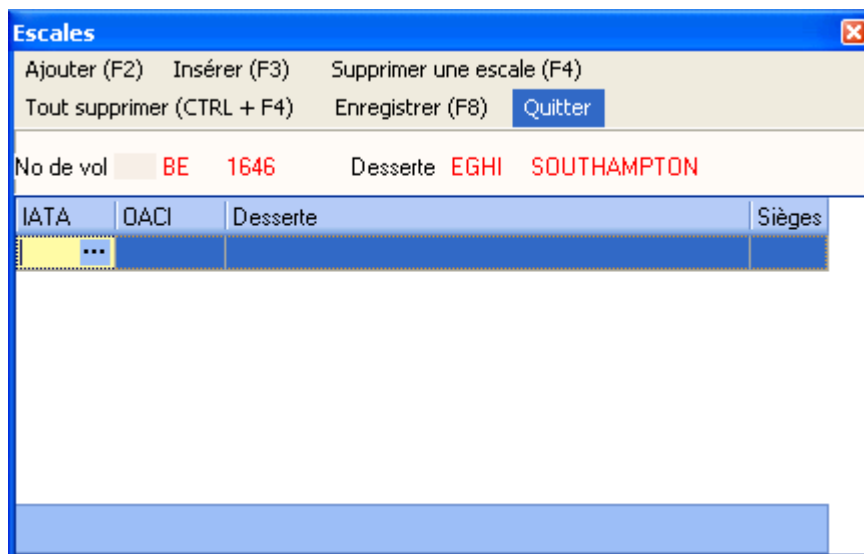 Escales
Ajouter (F2) Insérer (F3) Supprimer une escale (F4)
Tout supprimer (CTRL + F4) Enregistrer (F8) Quitter
No de vol BE 1646 Desserte EGHI SOUTHAMPTON
IATA OACI Desserte Sièges
...